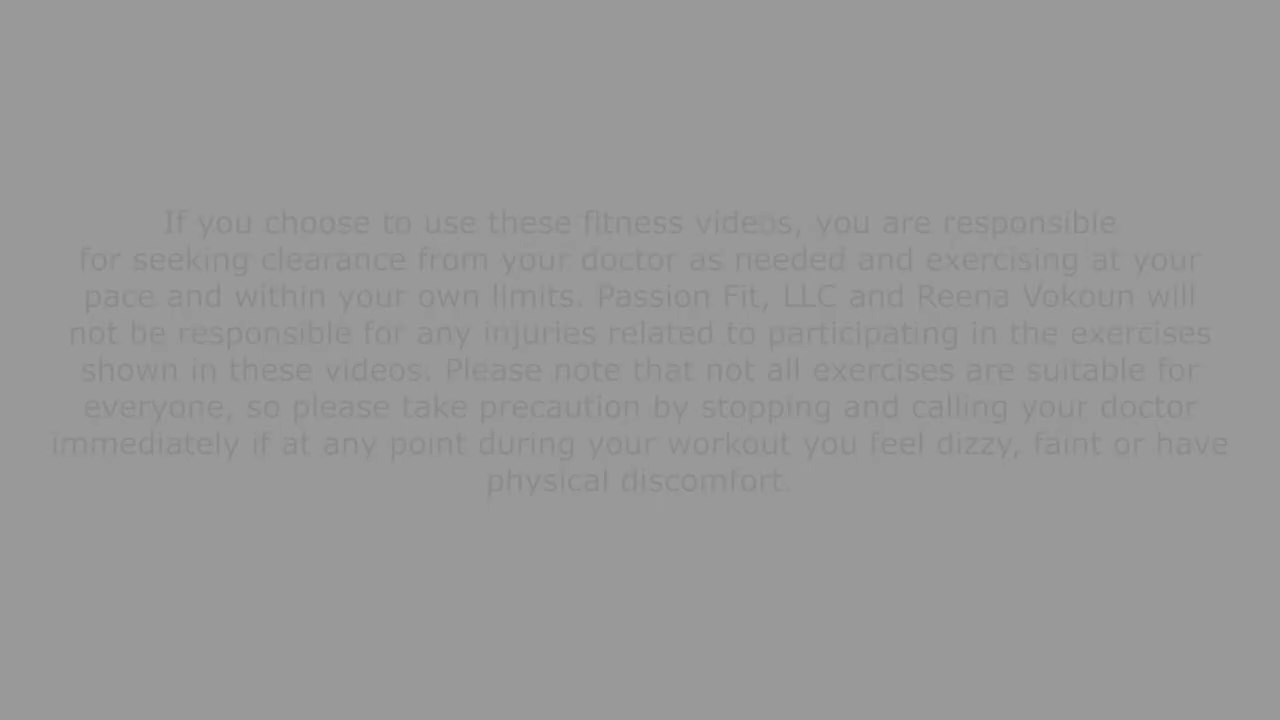 If you choose to use these fitness videos, you are responsible
for seeking clearance from your doctor as needed and exercising at your
pace and within your own limits. Passion Fit, LLC and Reena Vokoun will
not be responsible for any injuries related to participating in the exercises
shown in these videos. Please note that not all exercises are suitable for
everyone, so please take precaution by stopping and calling your doctor
immediately if at any point during your workout you feel dizzy, faint or have
physical discomfort.